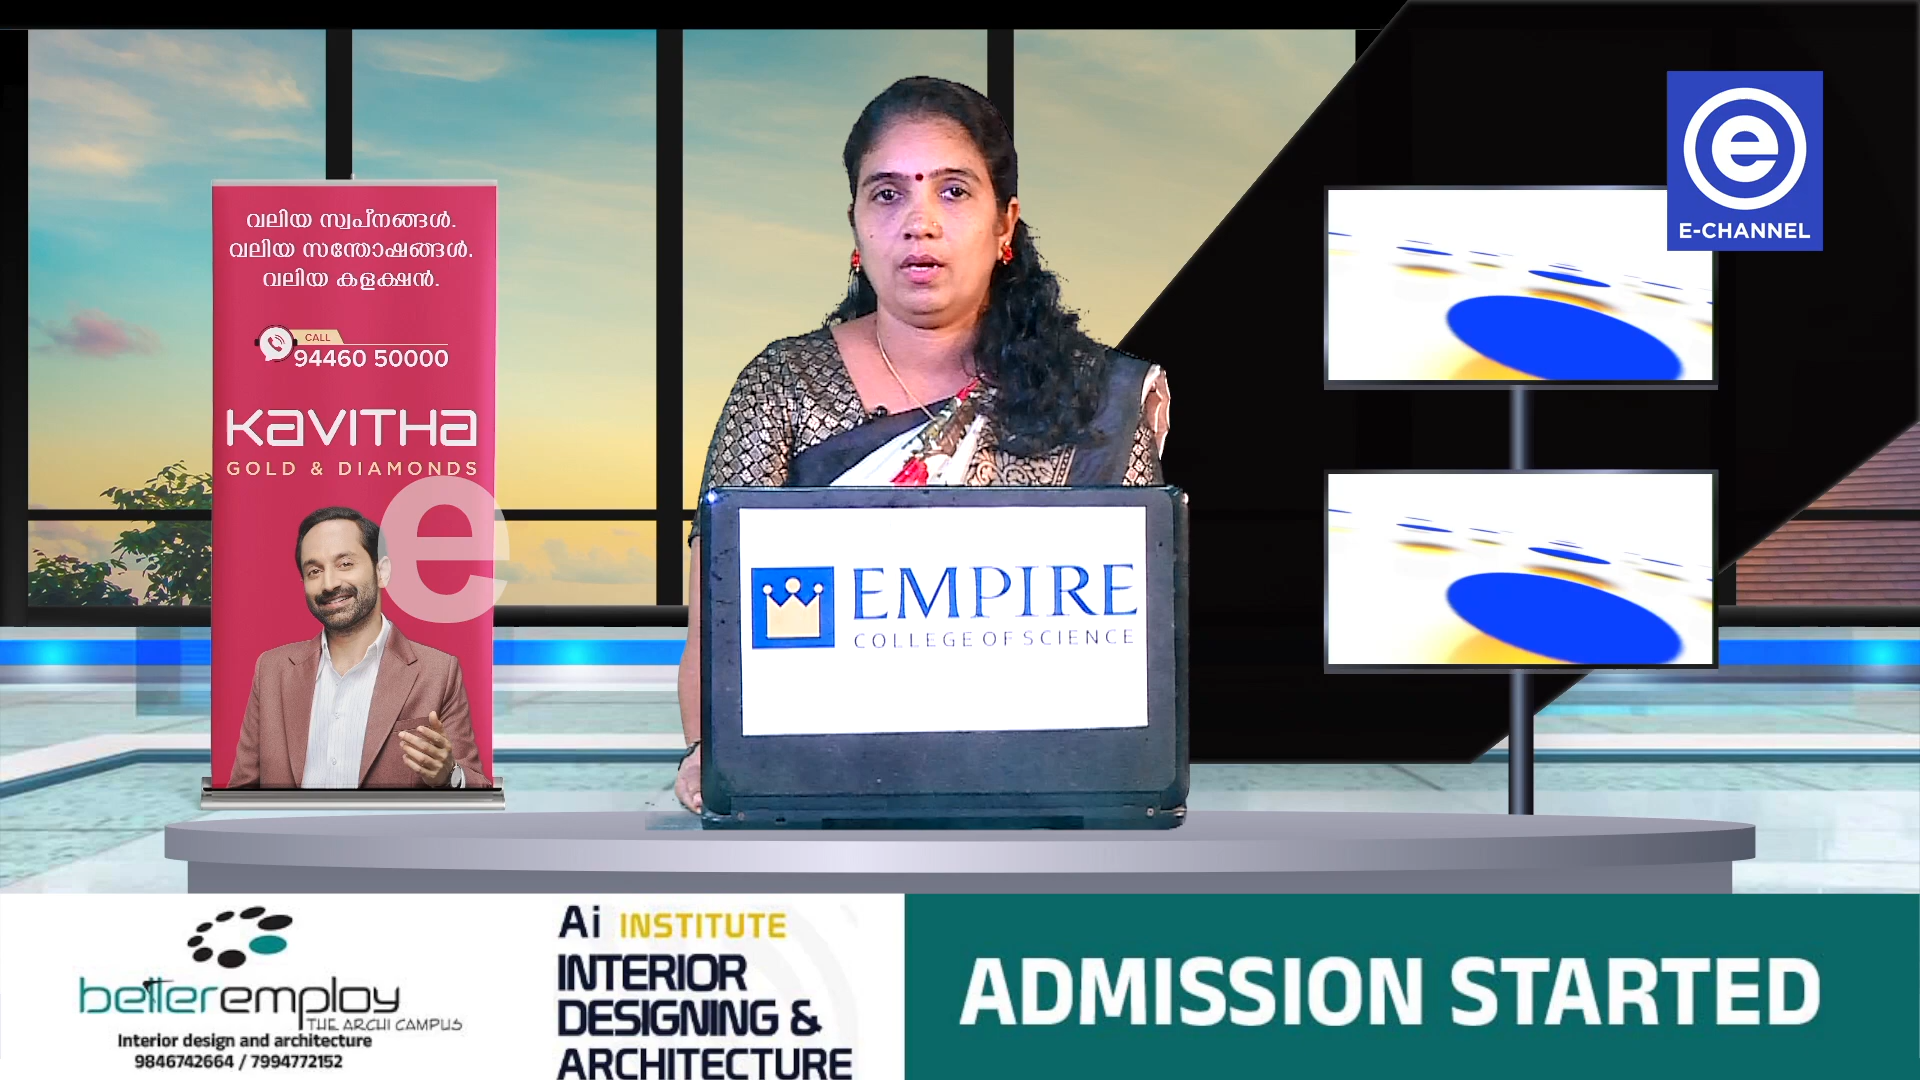 വലിയ സ്വപ്നങ്ങൾ.
വലിയ സന്തോഷങ്ങൾ.
വലിയ കളക്ഷൻ.
CALL
94460 50000
KAVITHA
GOLD & DIAMONDS
e
e
E-CHANNEL
EMPIRE
COLLEGE OF SCIENCE
betteremploy
THE ARCHI CAMPUS
Interior design and architecture
9846742664 / 7994772152
Ai INSTITUTE
INTERIOR
DESIGNING &
ARCHITECTURE
ADMISSION STARTED